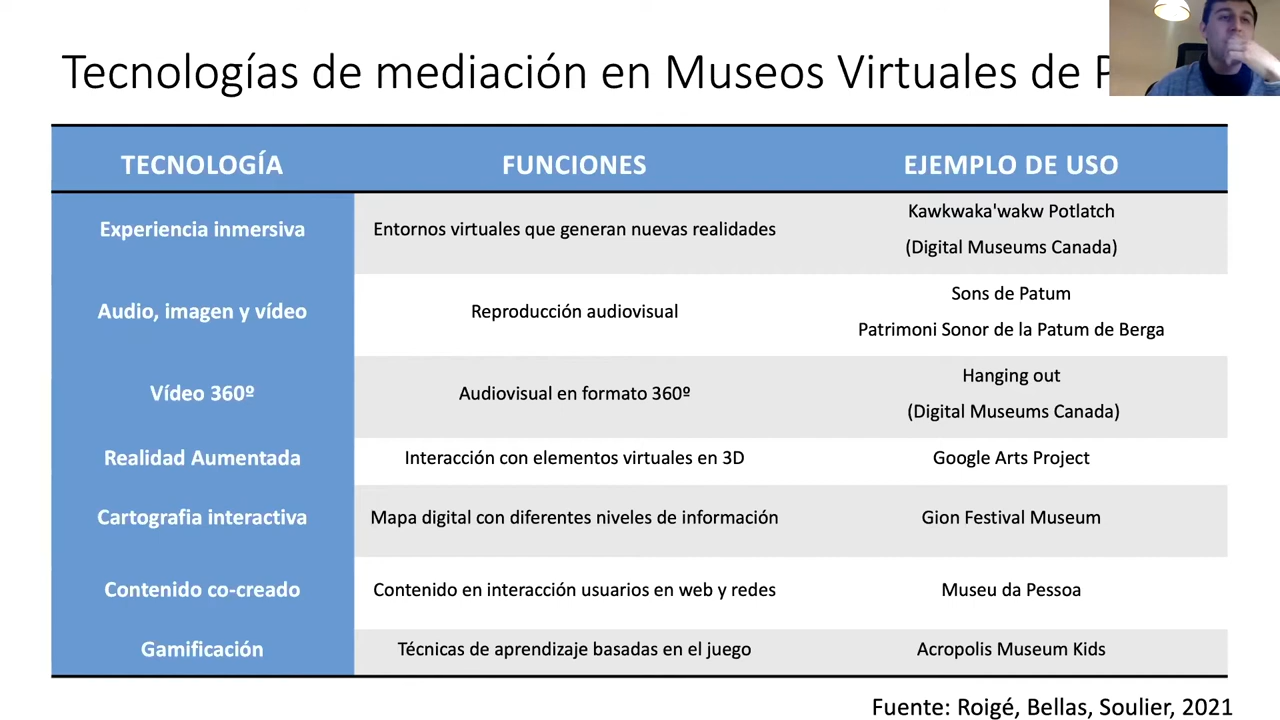 Tecnologías de mediación en Museos Virtuales de
TECNOLOGÍA FUNCIONES EJEMPLO DE USO
Experiencia inmersiva Entornos virtuales que generan nuevas realidades Kawkwaka'wakw Potlatch
(Digital Museums Canada)
Audio, imagen y vídeo Reproducción audiovisual Sons de Patum
Patrimoni Sonor de la Patum de Berga
Vídeo 360º Audiovisual en formato 360º Hanging out
(Digital Museums Canada)
Realidad Aumentada Interacción con elementos virtuales en 3D Google Arts Project
Cartografia interactiva Mapa digital con diferentes niveles de información Gion Festival Museum
Contenido co-creado Contenido en interacción usuarios en web y redes Museu da Pessoa
Gamificación Técnicas de aprendizaje basadas en el juego Acropolis Museum Kids
Fuente: Roigé, Bellas, Soulier, 2021